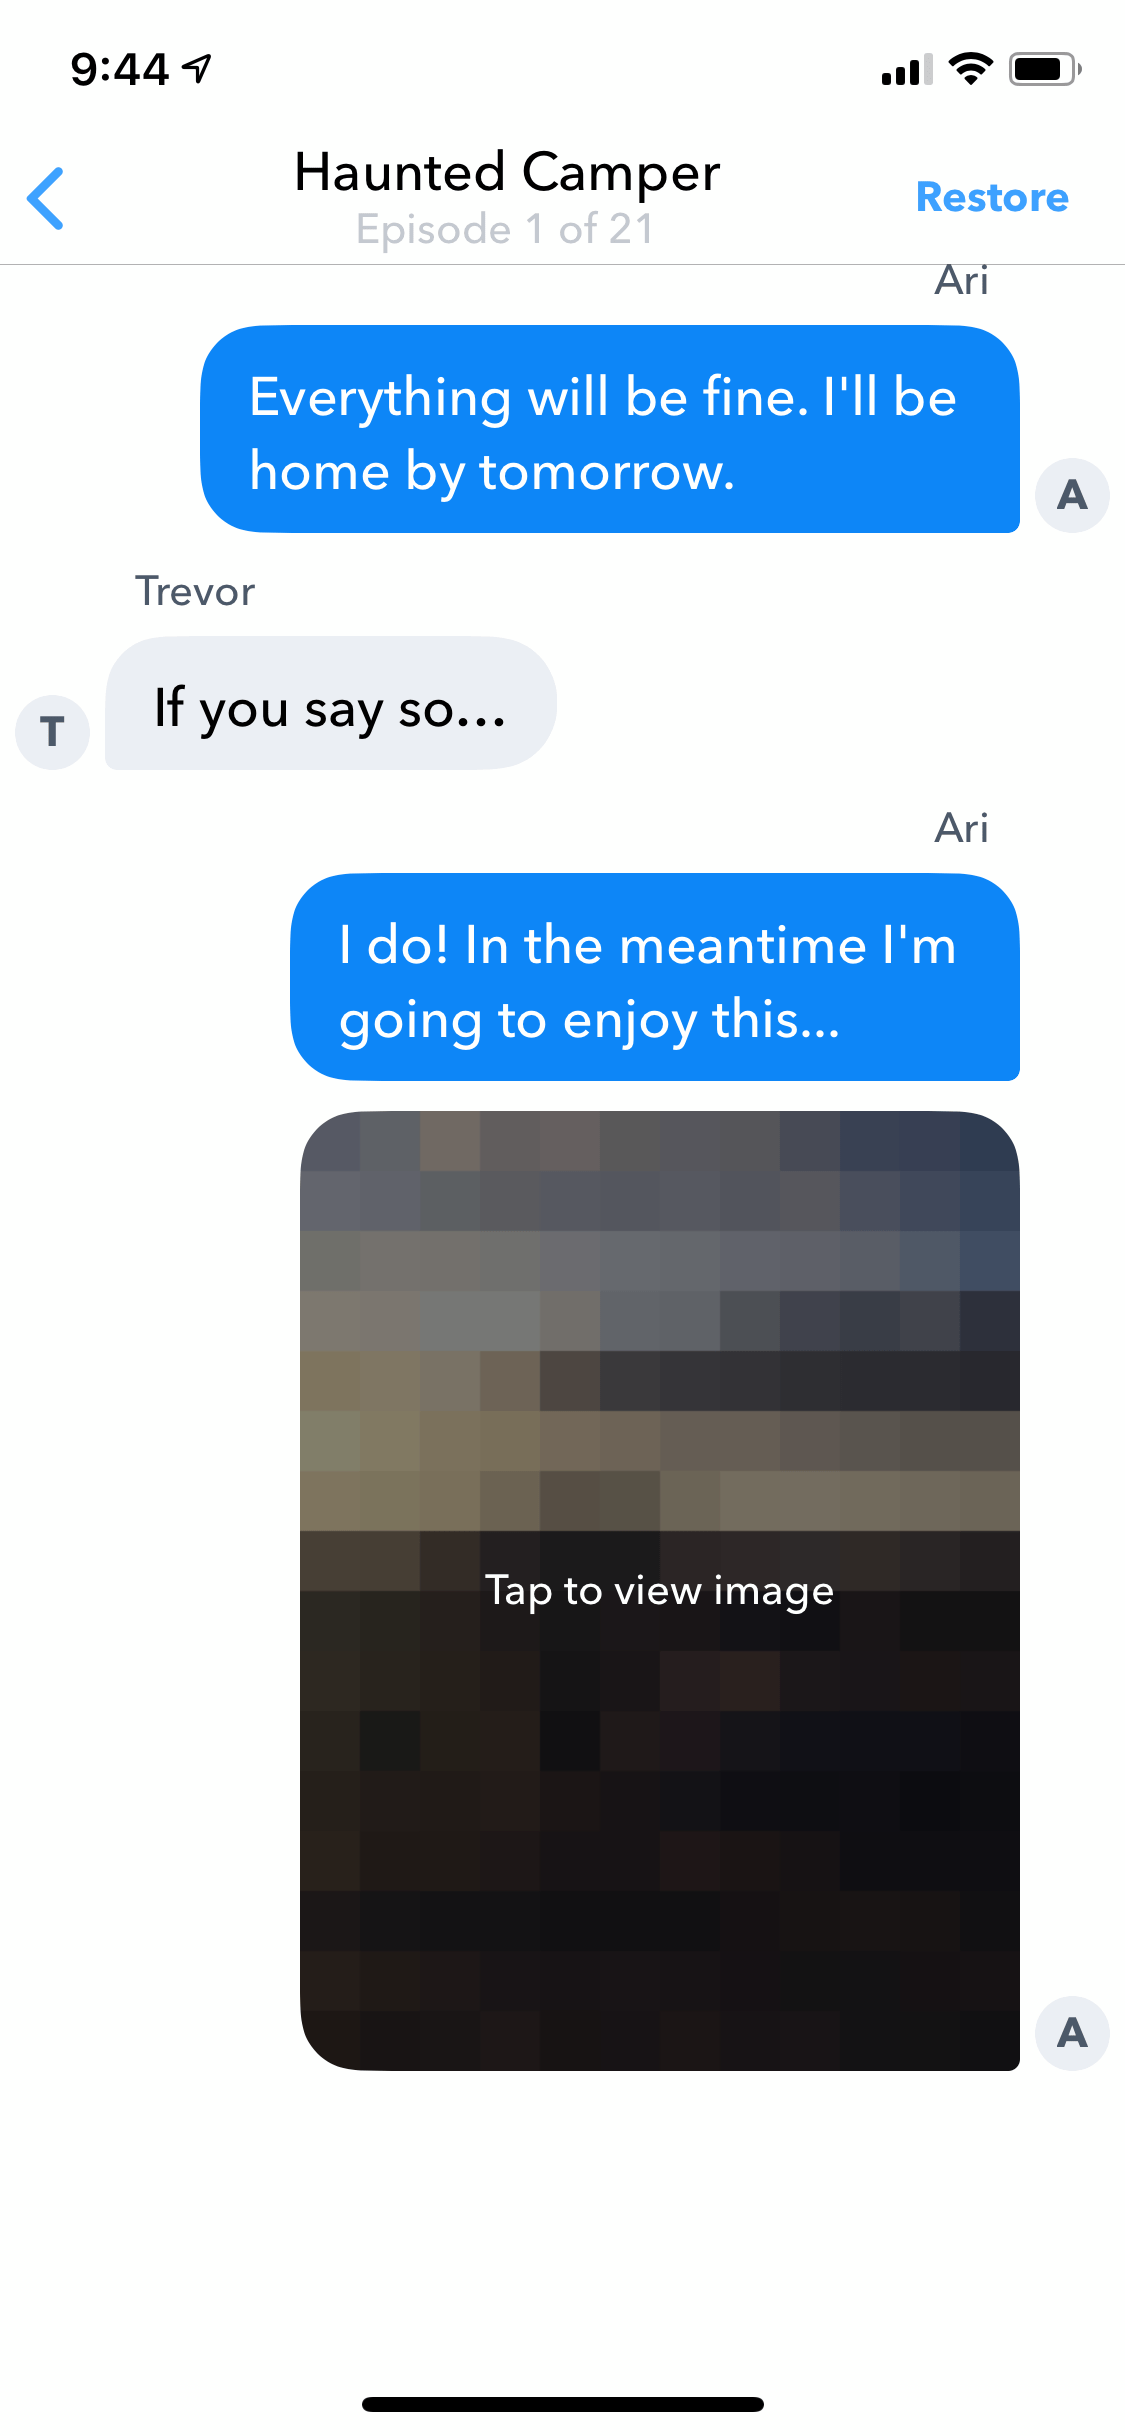 9:44
Haunted Camper
Episode 1 of 21
Restore
Ari
Everything will be fine. I'll be
home by tomorrow.
A
Trevor
If you say so...
T
Ari
I do! In the meantime I'm
going to enjoy this...
Tap to view image
A